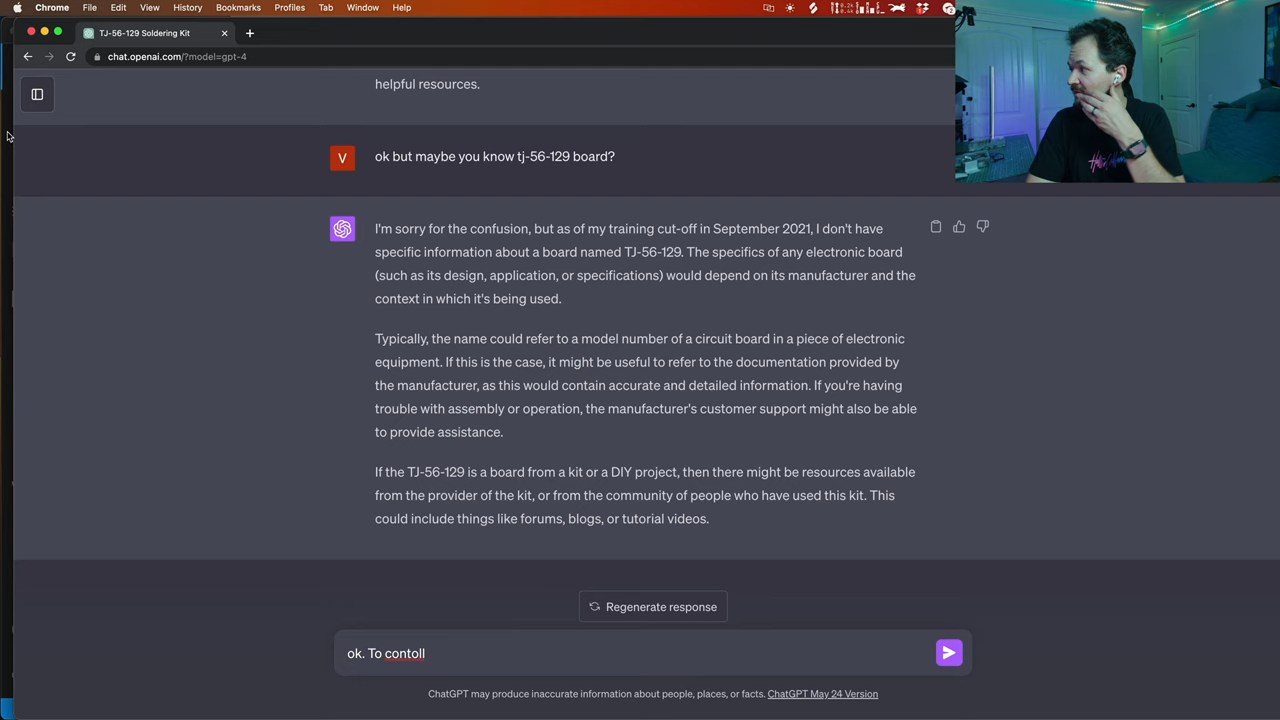 Chrome File Edit View History Bookmarks Profiles Tab Window Help
TJ-56-129 Soldering Kit
chat.openai.com/?model=gpt-4
helpful resources.
V ok but maybe you know tj-56-129 board?
I'm sorry for the confusion, but as of my training cut-off in September 2021, I don't have
specific information about a board named TJ-56-129. The specifics of any electronic board
(such as its design, application, or specifications) would depend on its manufacturer and the
context in which it's being used.
Typically, the name could refer to a model number of a circuit board in a piece of electronic
equipment. If this is the case, it might be useful to refer to the documentation provided by
the manufacturer, as this would contain accurate and detailed information. If you're having
trouble with assembly or operation, the manufacturer's customer support might also be able
to provide assistance.
If the TJ-56-129 is a board from a kit or a DIY project, then there might be resources available
from the provider of the kit, or from the community of people who have used this kit. This
could include things like forums, blogs, or tutorial videos.
Regenerate response
ok. To contoll
ChatGPT may produce inaccurate information about people, places, or facts. ChatGPT May 24 Version